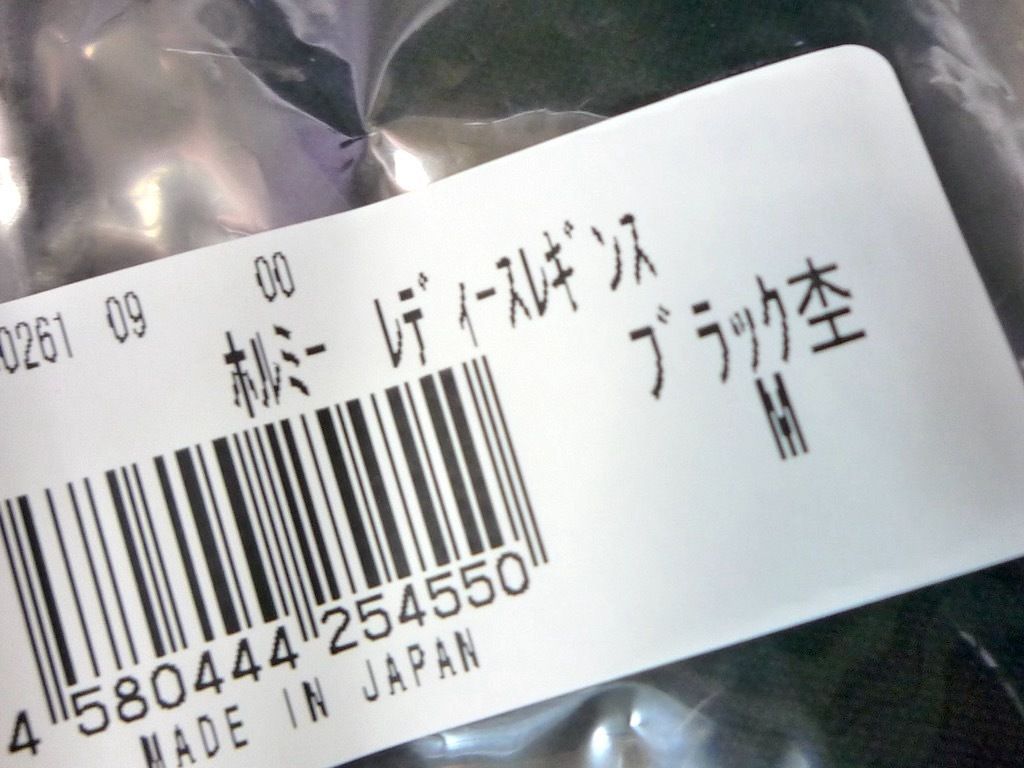 0261 09 00
ﾎﾙﾐｰ ﾚﾃﾞｨｰｽﾚｷﾞﾝｽ
ﾌﾞﾗｯｸ杢
M
4 580444 254550
MADE IN JAPAN